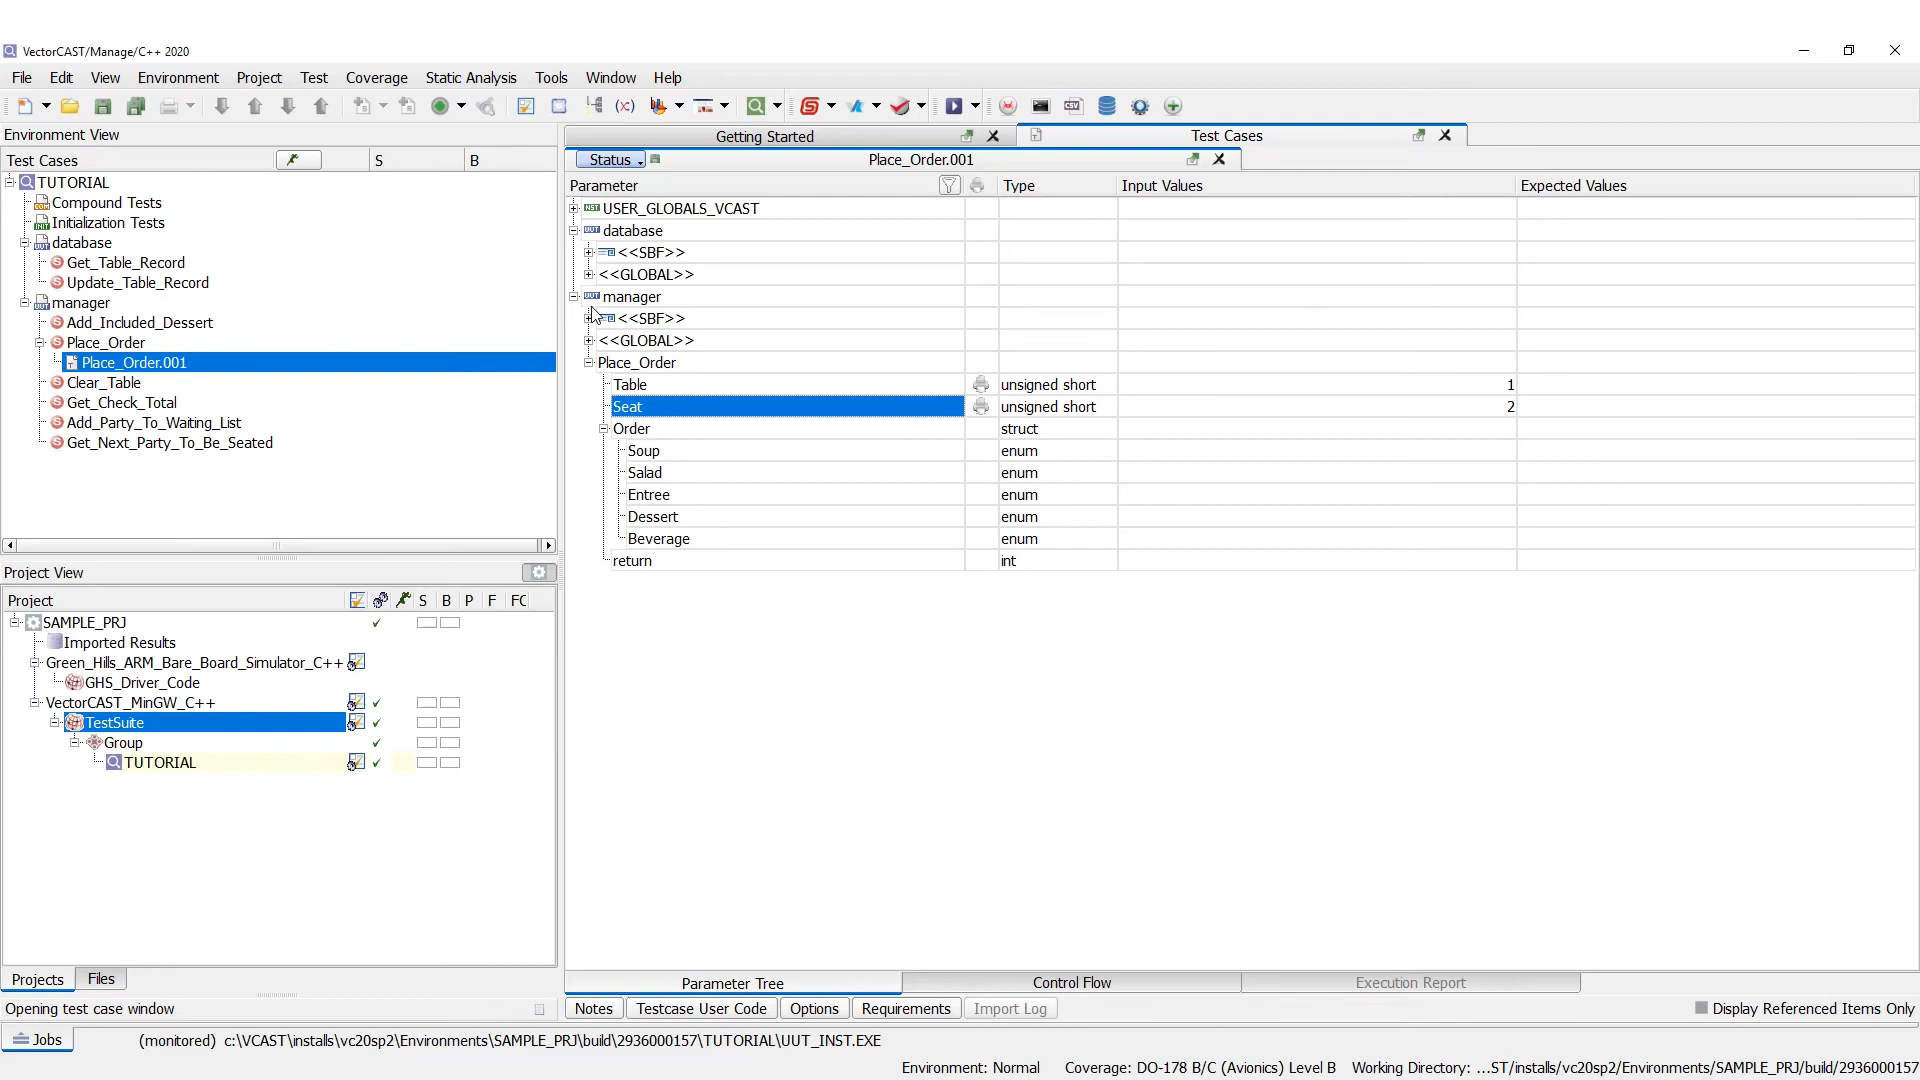 VectorCAST/Manage/C++ 2020
File Edit View Environment Project Test Coverage Static Analysis Tools Window Help
Environment View
Test Cases S B
TUTORIAL
Compound Tests
Initialization Tests
database
Get_Table_Record
Update_Table_Record
manager
Add_Included_Dessert
Place_Order
Place_Order.001
Clear_Table
Get_Check_Total
Add_Party_To_Waiting_List
Get_Next_Party_To_Be_Seated
Project View
Project S B P F FC
SAMPLE_PRJ
Imported Results
Green_Hills_ARM_Bare_Board_Simulator_C++
GHS_Driver_Code
VectorCAST_MinGW_C++
TestSuite
Group
TUTORIAL
Projects Files
Opening test case window
Getting Started Test Cases
Status Place_Order.001
Parameter Type Input Values Expected Values
USER_GLOBALS_VCAST
database
<<SBF>>
<<GLOBAL>>
manager
<<SBF>>
<<GLOBAL>>
Place_Order
Table unsigned short 1
Seat unsigned short 2
Order struct
Soup enum
Salad enum
Entree enum
Dessert enum
Beverage enum
return int
Parameter Tree Control Flow Execution Report
Notes Testcase User Code Options Requirements Import Log Display Referenced Items Only
Jobs (monitored) c:\VCAST\installs\vc20sp2\Environments\SAMPLE_PRJ\build\2936000157\TUTORIAL\UUT_INST.EXE
Environment: Normal Coverage: DO-178 B/C (Avionics) Level B Working Directory: ...ST/installs/vc20sp2/Environments/SAMPLE_PRJ/build/2936000157